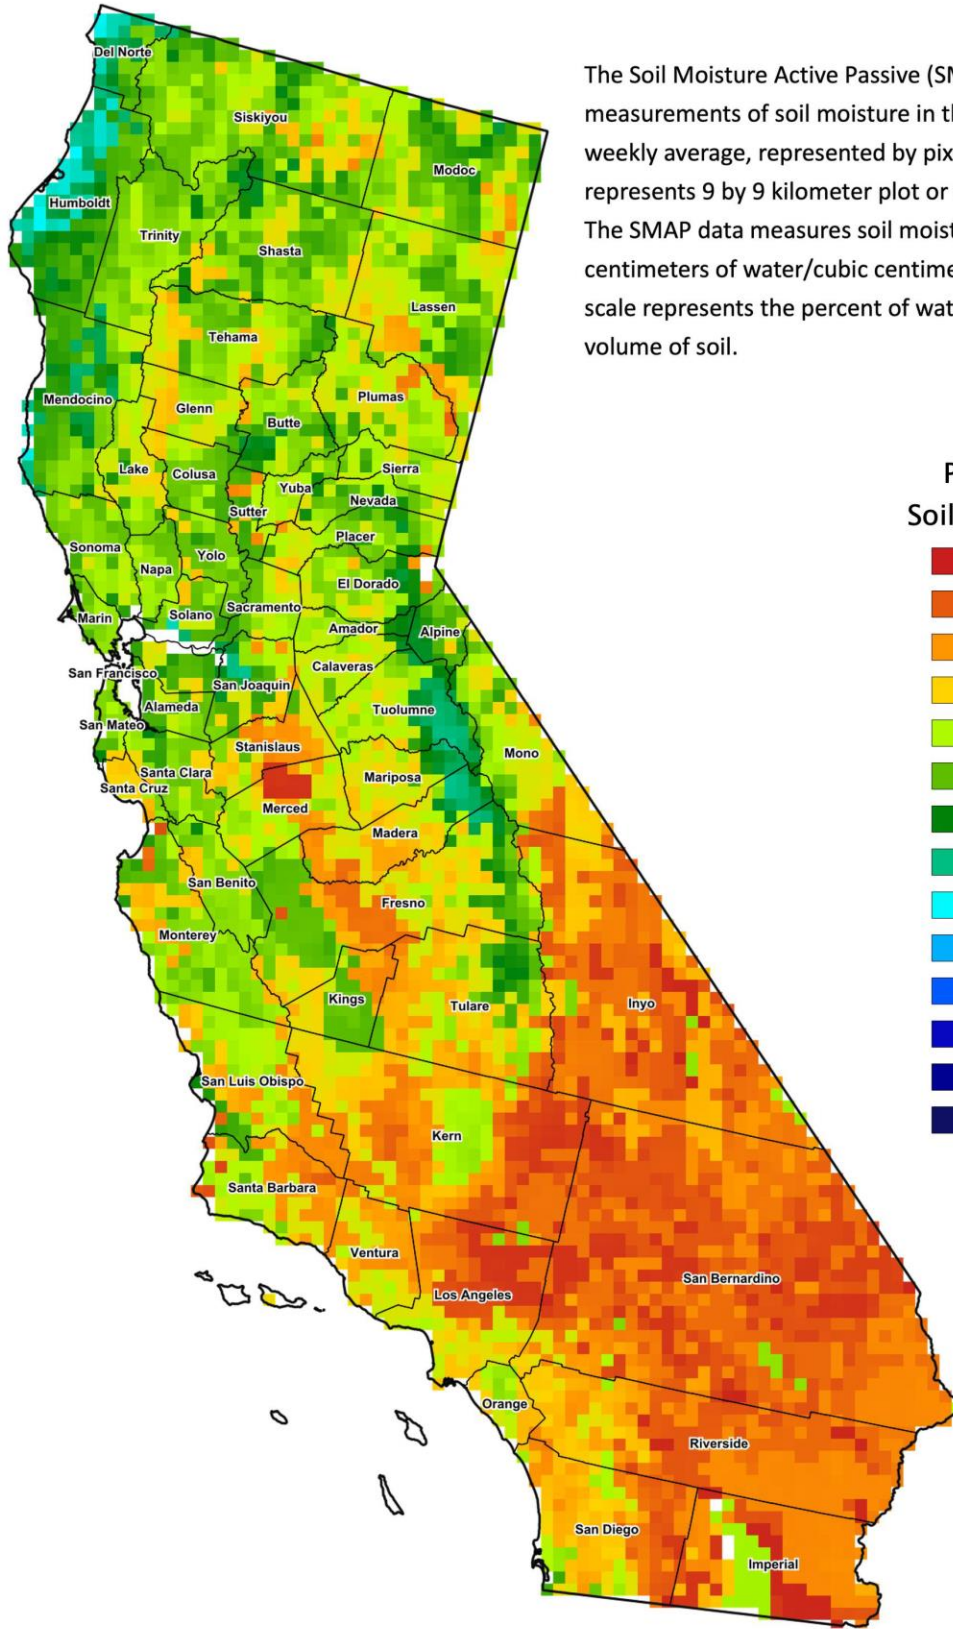 The Soil Moisture Active Passive (SM
measurements of soil moisture in th
weekly average, represented by pix
represents 9 by 9 kilometer plot or
The SMAP data measures soil moist
centimeters of water/cubic centime
scale represents the percent of wat
volume of soil.
P
Soil
Del Norte
Siskiyou
Modoc
Humboldt
Trinity
Shasta
Lassen
Tehama
Plumas
Mendocino
Glenn
Butte
Lake
Colusa
Sierra
Yuba
Nevada
Sutter
Placer
Sonoma
Yolo
Napa
El Dorado
Sacramento
Solano
Marin
Amador
Alpine
Calaveras
San Francisco
San Joaquin
Alameda
Tuolumne
San Mateo
Stanislaus
Mono
Santa Clara
Mariposa
Santa Cruz
Merced
Madera
San Benito
Fresno
Monterey
Kings
Tulare
Inyo
San Luis Obispo
Kern
Santa Barbara
Ventura
San Bernardino
Los Angeles
Orange
Riverside
San Diego
Imperial